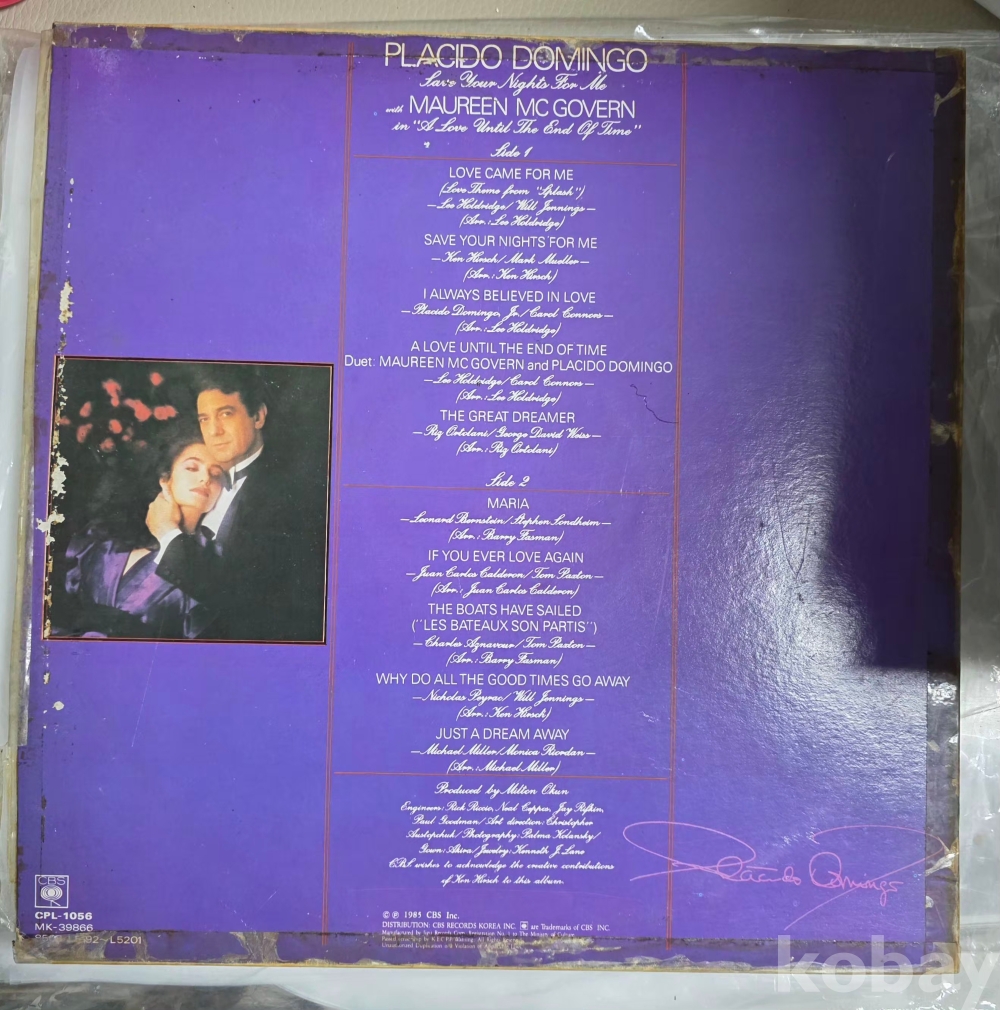 PLACIDO DOMINGO
Save Your Nights For Me
with MAUREEN MC GOVERN
in "A Love Until The End Of Time"
Side 1
LOVE CAME FOR ME
(Love Theme from "Splash")
—Lee Holdridge/Will Jennings—
(Arr.: Lee Holdridge)
SAVE YOUR NIGHTS FOR ME
—Ken Hirsch/Mark Mueller—
(Arr.: Ken Hirsch)
I ALWAYS BELIEVED IN LOVE
—Placido Domingo, Jr./Carol Connors—
(Arr.: Lee Holdridge)
A LOVE UNTIL THE END OF TIME
Duet: MAUREEN MC GOVERN and PLACIDO DOMINGO
—Lee Holdridge/Carol Connors—
(Arr.: Lee Holdridge)
THE GREAT DREAMER
—Riz Ortolani/George David Weiss—
(Arr.: Riz Ortolani)
Side 2
MARIA
—Leonard Bernstein/Stephen Sondheim—
(Arr.: Barry Fasman)
IF YOU EVER LOVE AGAIN
—Juan Carlos Calderon/Tom Paxton—
(Arr.: Juan Carlos Calderon)
THE BOATS HAVE SAILED
("LES BATEAUX SON PARTIS")
—Charles Aznavour/Tom Paxton—
(Arr.: Barry Fasman)
WHY DO ALL THE GOOD TIMES GO AWAY
—Nicholas Peyrac/Will Jennings—
(Arr.: Ken Hirsch)
JUST A DREAM AWAY
—Michael Miller/Monica Riordan—
(Arr.: Michael Miller)
Produced by Milton Okun
Engineers: Rick Riccio, Neal Ceppos, Jay Rifkin,
Paul Goodman/Art direction: Christopher
Austopchuk/Photography: Palma Kolansky/
Gown: Akira/Jewelry: Kenneth J. Lane
C.B.S. wishes to acknowledge the creative contributions
of Ken Hirsch to this album.
Placido Domingo
CBS
CPL-1056
MK-39866
L5201
© ℗ 1985 CBS Inc.
DISTRIBUTION: CBS RECORDS KOREA INC. are Trademarks of CBS INC.
kobay